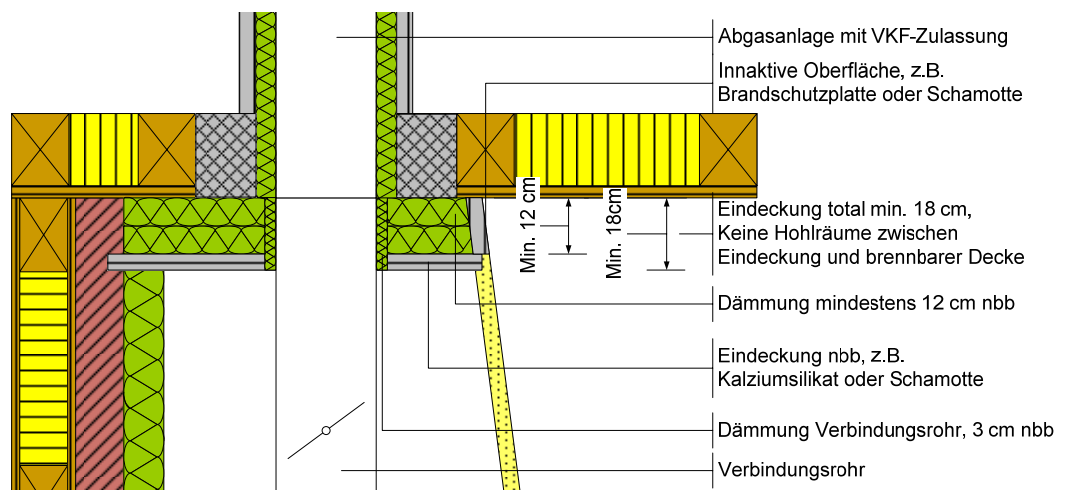 Abgasanlage mit VKF-Zulassung
Innaktive Oberfläche, z.B.
Brandschutzplatte oder Schamotte
Min. 12 cm
Min. 18cm
Eindeckung total min. 18 cm,
Keine Hohlräume zwischen
Eindeckung und brennbarer Decke
Dämmung mindestens 12 cm nbb
Eindeckung nbb, z.B.
Kalziumsilikat oder Schamotte
Dämmung Verbindungsrohr, 3 cm nbb
Verbindungsrohr